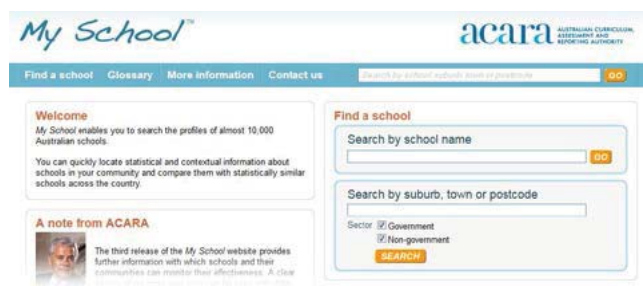 My School™
acara AUSTRALIAN CURRICULUM,
ASSESSMENT AND
REPORTING AUTHORITY
Find a school Glossary More information Contact us Search by school suburb, town or postcode GO
Welcome
My School enables you to search the profiles of almost 10,000
Australian schools.
You can quickly locate statistical and contextual information about
schools in your community and compare them with statistically similar
schools across the country.
A note from ACARA
The third release of the My School website provides
further information with which schools and their
communities can monitor their effectiveness. A clear
Find a school
Search by school name
GO
Search by suburb, town or postcode
Sector Government
Non-government
SEARCH